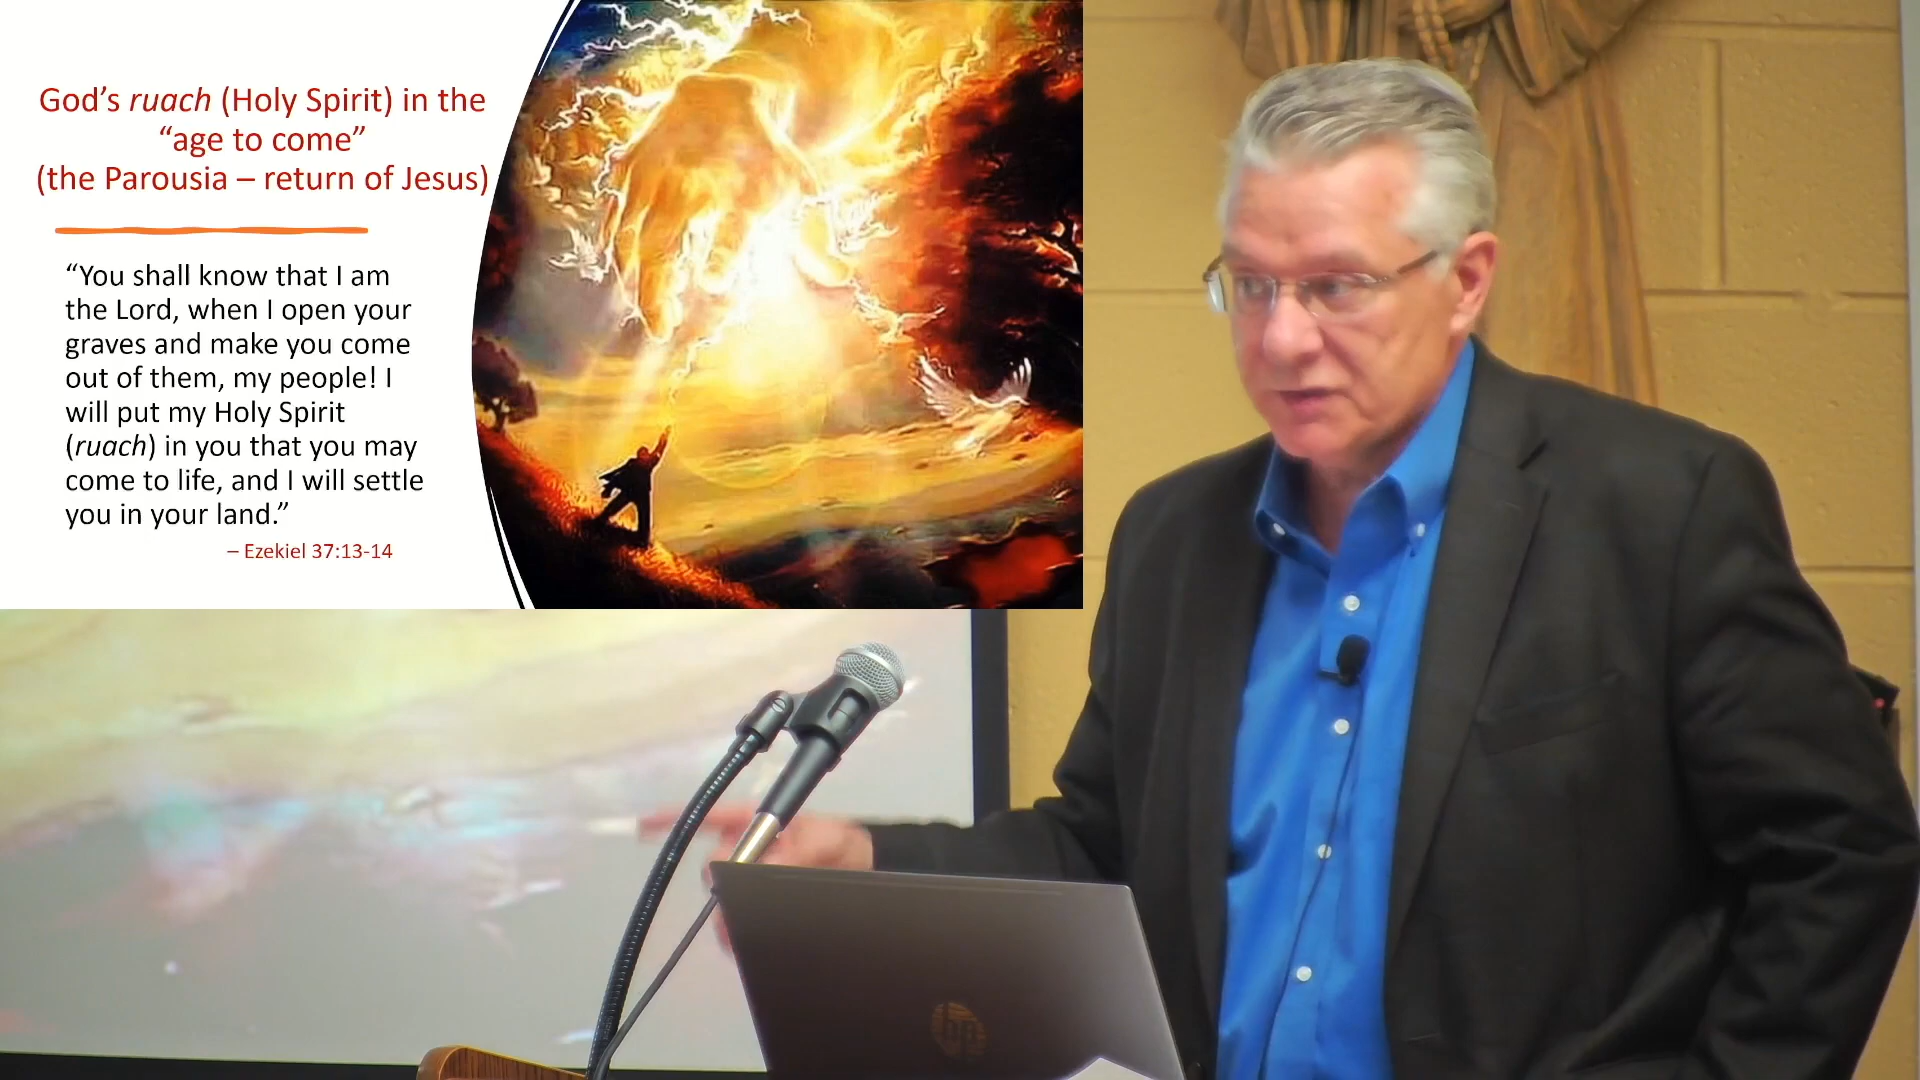 God’s ruach (Holy Spirit) in the
“age to come”
(the Parousia – return of Jesus)
“You shall know that I am
the Lord, when I open your
graves and make you come
out of them, my people! I
will put my Holy Spirit
(ruach) in you that you may
come to life, and I will settle
you in your land.”
– Ezekiel 37:13-14
hp